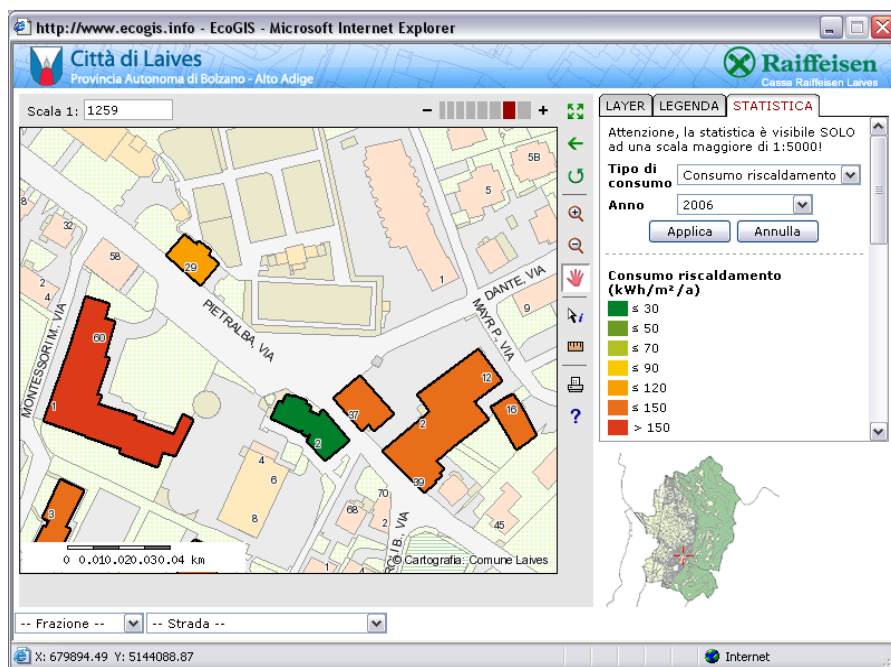 http://www.ecogis.info - EcoGIS - Microsoft Internet Explorer
Città di Laives
Provincia Autonoma di Bolzano - Alto Adige
Raiffeisen
Cassa Raiffeisen Laives
Scala 1: 1259
- +
LAYER LEGENDA STATISTICA
Attenzione, la statistica è visibile SOLO
ad una scala maggiore di 1:5000!
Tipo di
consumo Consumo riscaldamento
Anno 2006
Applica Annulla
Consumo riscaldamento
(kWh/m²/a)
≤ 30
≤ 50
≤ 70
≤ 90
≤ 120
≤ 150
> 150
5B
5
32
58
29
1
2
4
DANTE, VIA
MAYR P., VIA
9
PIETRALBA, VIA
MONTESSORI M., VIA
60
1
12
16
37
2
2
39
4
6
8
3
70
68
2
45
G I B., VIA
0 0.010.020.030.04 km
© Cartografia: Comune Laives
i
?
-- Frazione -- -- Strada --
X: 679894.49 Y: 5144088.87
Internet